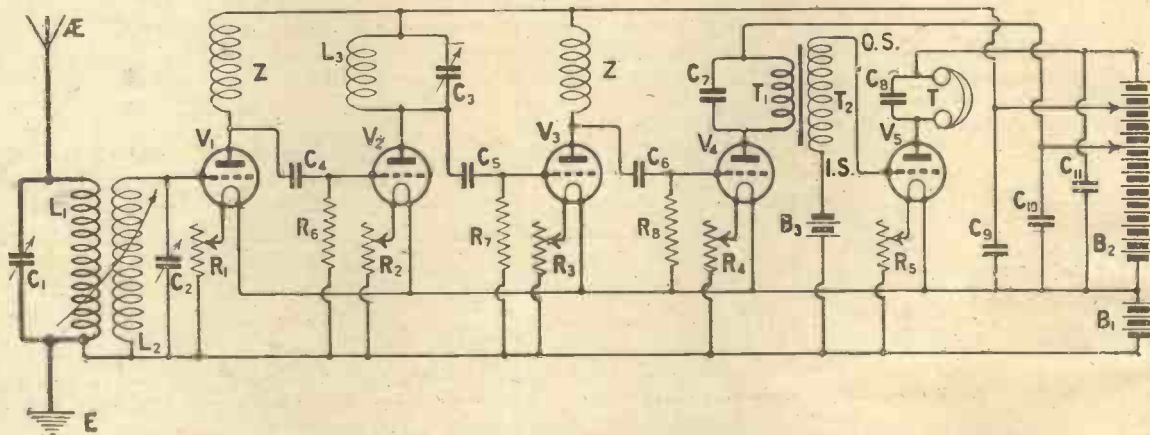 Æ
Z
L3
C3
Z
C7
T1
T2
O.S.
I.S.
C8
T
V1
V2
V3
V4
V5
C4
C5
C6
L1
C1
L2
C2
R1
R6
R2
R7
R3
R8
R4
B3
R5
C9
C10
C11
B2
B1
E